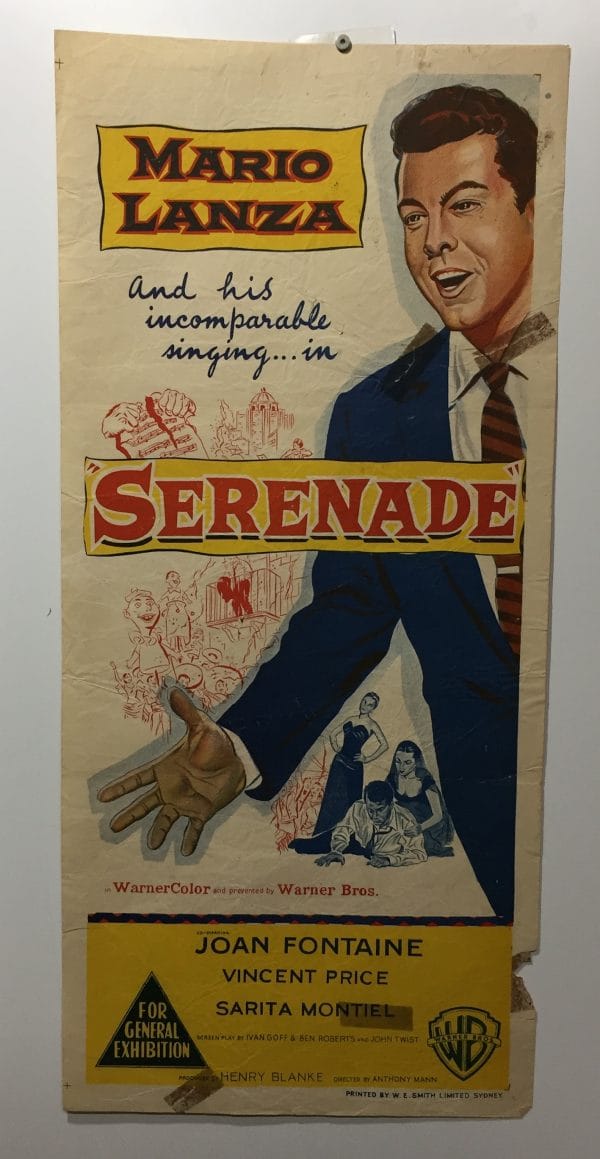 MARIO
LANZA
And his
incomparable
singing...in
"SERENADE"
IN WarnerColor and presented by Warner Bros.
CO-STARRING
JOAN FONTAINE
VINCENT PRICE
SARITA MONTIEL
SCREEN PLAY BY IVAN GOFF & BEN ROBERTS AND JOHN TWIST
PRODUCED BY HENRY BLANKE DIRECTED BY ANTHONY MANN
FOR
GENERAL
EXHIBITION
WB
WARNER BROS
PRINTED BY W. E. SMITH LIMITED SYDNEY